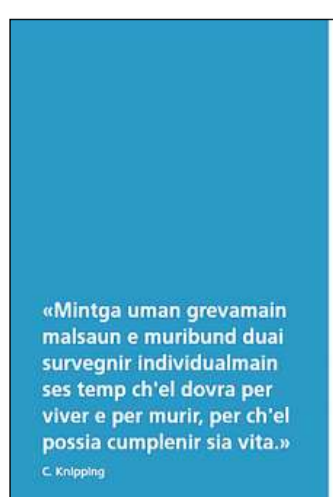 «Mintga uman grevamain
malsaun e muribund duai
survegnir individualmain
ses temp ch'el dovra per
viver e per murir, per ch'el
possia cumplenir sia vita.»
C. Knipping